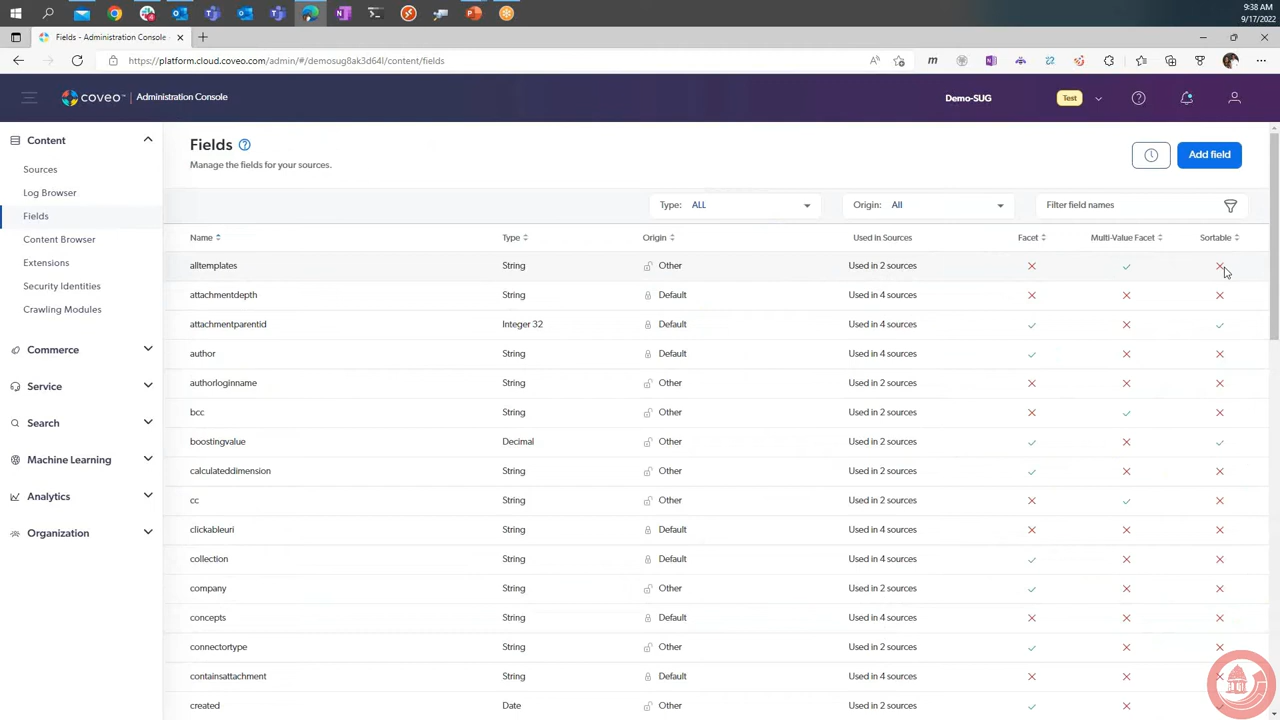 9:38 AM
9/17/2022
Fields - Administration Console -
https://platform.cloud.coveo.com/admin/#/demosug8ak3d64l/content/fields
coveo™ Administration Console
Demo-SUG
Test
Content
Sources
Log Browser
Fields
Content Browser
Extensions
Security Identities
Crawling Modules
Commerce
Service
Search
Machine Learning
Analytics
Organization
Fields
Manage the fields for your sources.
Add field
Type: ALL
Origin: All
Filter field names
Name Type Origin Used in Sources Facet Multi-Value Facet Sortable
alltemplates String Other Used in 2 sources
attachmentdepth String Default Used in 4 sources
attachmentparentid Integer 32 Default Used in 4 sources
author String Default Used in 4 sources
authorloginname String Other Used in 2 sources
bcc String Other Used in 2 sources
boostingvalue Decimal Other Used in 2 sources
calculateddimension String Other Used in 2 sources
cc String Other Used in 2 sources
clickableuri String Default Used in 4 sources
collection String Default Used in 4 sources
company String Other Used in 2 sources
concepts String Default Used in 4 sources
connectortype String Other Used in 2 sources
containsattachment String Default Used in 4 sources
created Date Other Used in 2 sources